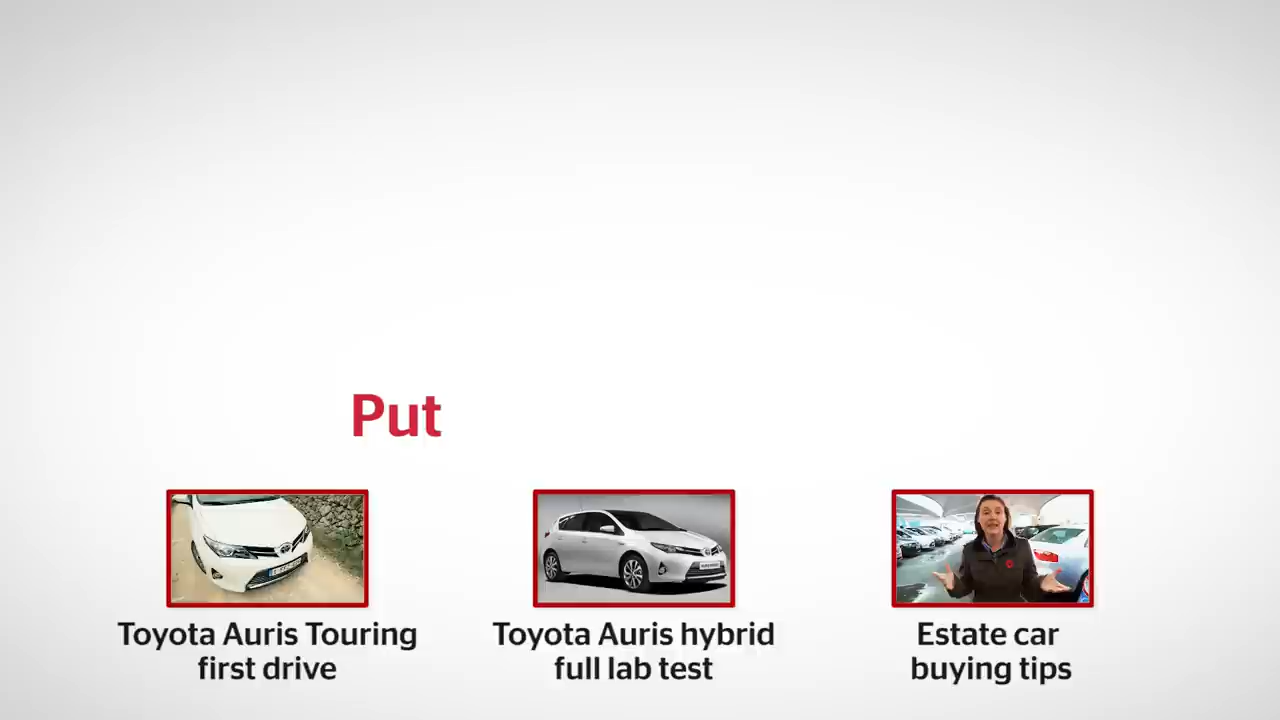 Put
Toyota Auris Touring
first drive
Toyota Auris hybrid
full lab test
Estate car
buying tips